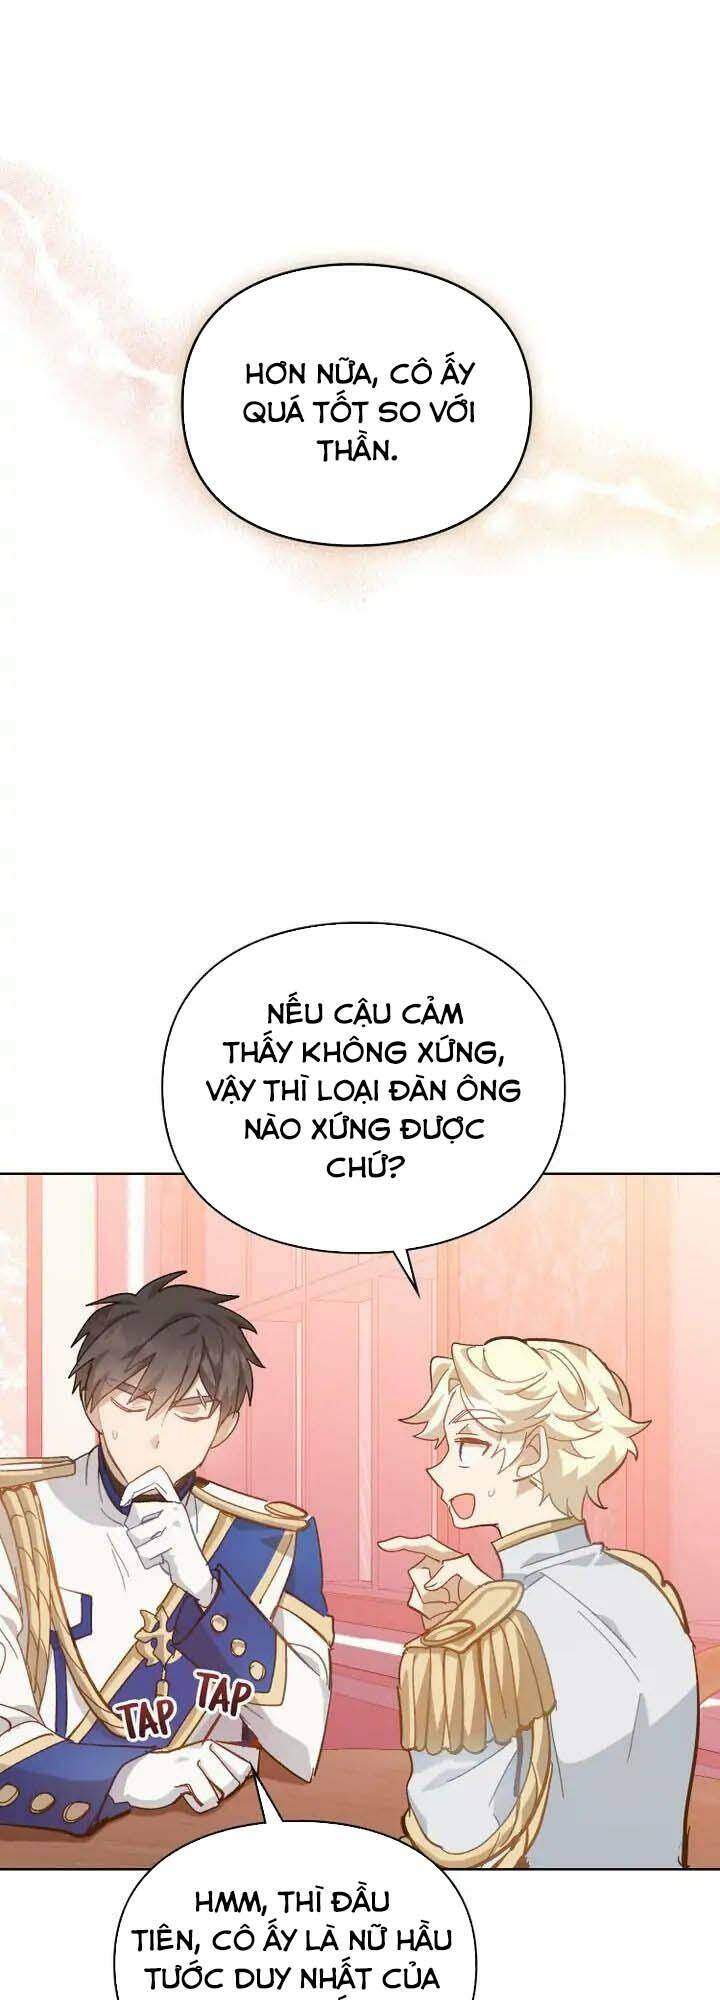 HƠN NỮA, CÔ ẤY
QUÁ TỐT SO VỚI
THẦN.
NẾU CẬU CẢM
THẤY KHÔNG XỨNG,
VẬY THÌ LOẠI ĐÀN ÔNG
NÀO XỨNG ĐƯỢC
CHỨ?
TAP TAP
HMM, THÌ ĐẦU
TIÊN, CÔ ẤY LÀ NỮ HẦU
TƯỚC DUY NHẤT CỦA